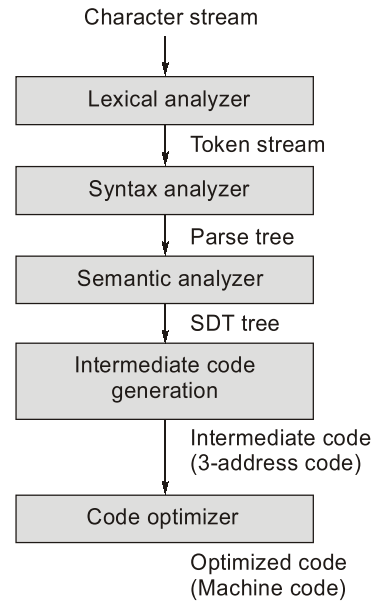 Character stream
Lexical analyzer
Token stream
Syntax analyzer
Parse tree
Semantic analyzer
SDT tree
Intermediate code
generation
Intermediate code
(3-address code)
Code optimizer
Optimized code
(Machine code)